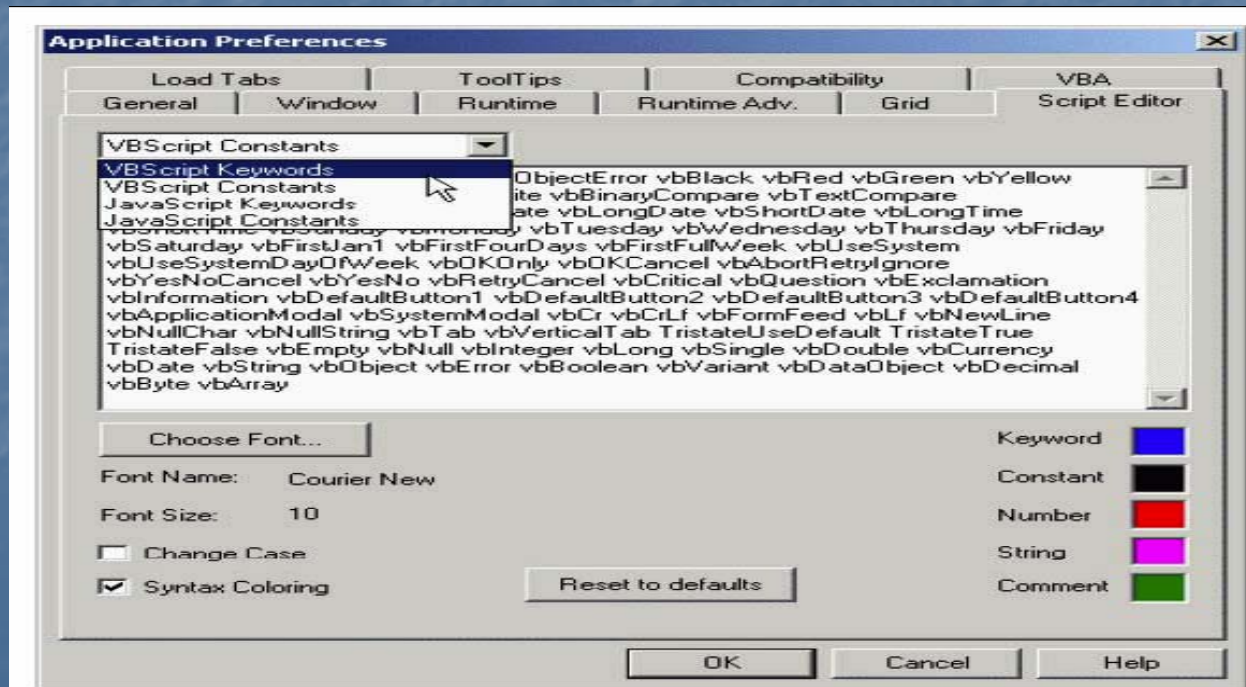 Application Preferences
Load Tabs ToolTips Compatibility VBA
General Window Runtime Runtime Adv. Grid Script Editor
VBScript Constants
VBScript Keywords
VBScript Constants
JavaScript Keywords
JavaScript Constants
ObjectError vbBlack vbRed vbGreen vbYellow
vbBinaryCompare vbTextCompare
vbLongDate vbShortDate vbLongTime
vbTuesday vbWednesday vbThursday vbFriday
vbSaturday vbFirstJan1 vbFirstFourDays vbFirstFullWeek vbUseSystem
vbUseSystemDayOfWeek vbOKOnly vbOKCancel vbAbortRetryIgnore
vbYesNoCancel vbYesNo vbRetryCancel vbCritical vbQuestion vbExclamation
vbInformation vbDefaultButton1 vbDefaultButton2 vbDefaultButton3 vbDefaultButton4
vbApplicationModal vbSystemModal vbCr vbCrLf vbFormFeed vbLf vbNewLine
vbNullChar vbNullString vbTab vbVerticalTab TristateUseDefault TristateTrue
TristateFalse vbEmpty vbNull vbInteger vbLong vbSingle vbDouble vbCurrency
vbDate vbString vbObject vbError vbBoolean vbVariant vbDataObject vbDecimal
vbByte vbArray
Choose Font...
Font Name: Courier New
Font Size: 10
Change Case
Syntax Coloring
Reset to defaults
Keyword
Constant
Number
String
Comment
OK Cancel Help